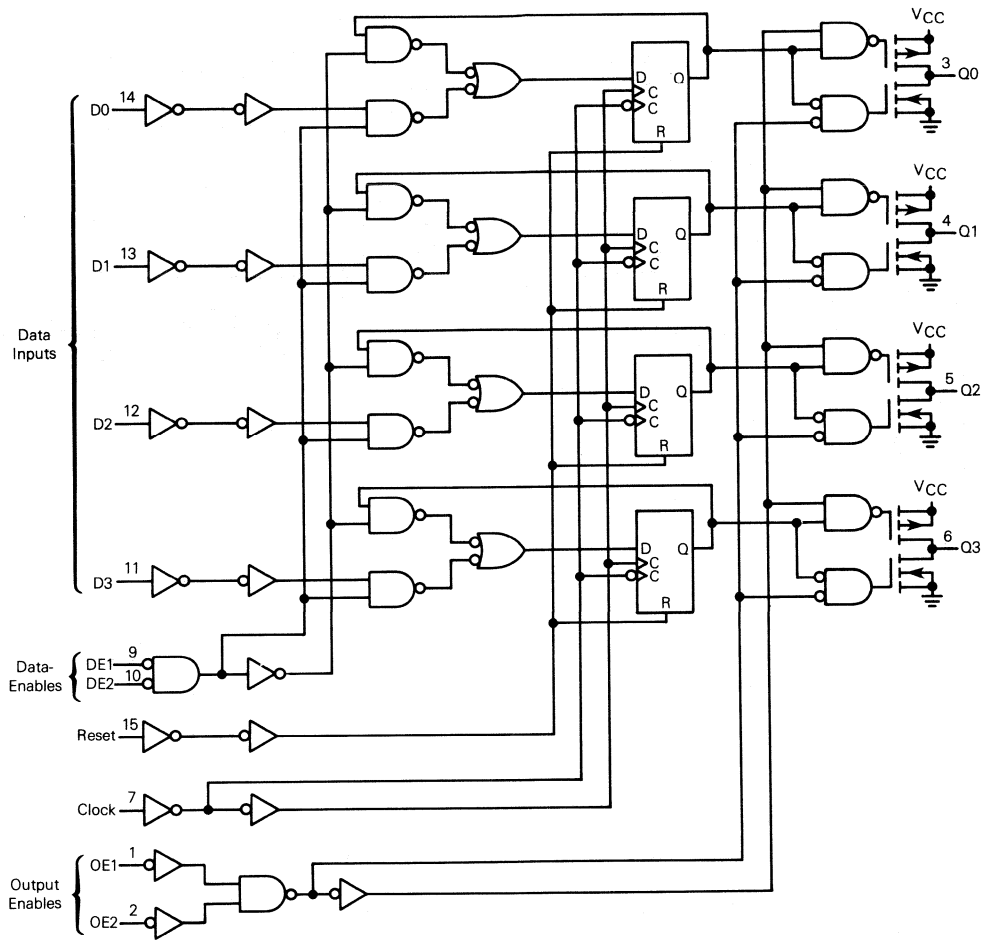 VCC
3
Q0
D
Q
C
C
R
D0 14
VCC
4
Q1
D
Q
C
C
R
D1 13
Data
Inputs
VCC
5
Q2
D
Q
C
C
R
D2 12
VCC
6
Q3
D
Q
C
C
R
D3 11
Data-
Enables
DE1 9
DE2 10
Reset 15
Clock 7
Output
Enables
OE1 1
OE2 2